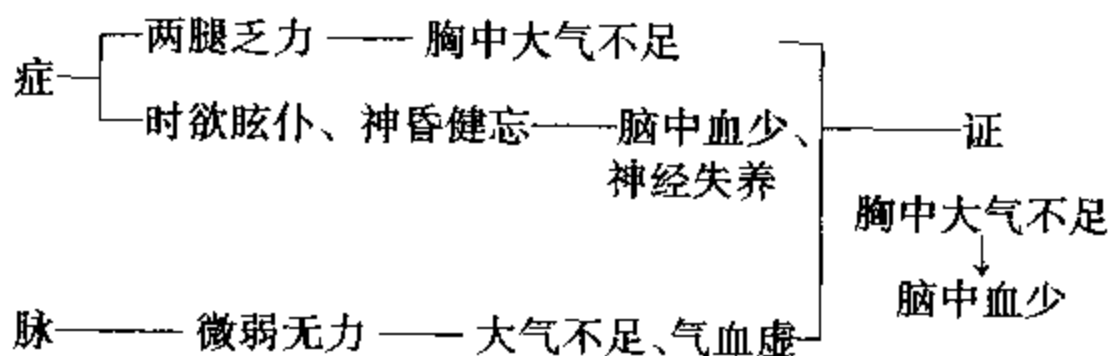 两腿乏力 胸中大气不足
症
时欲眩仆、神昏健忘 脑中血少、 证
神经失养
胸中大气不足
脑中血少
脉 微弱无力 大气不足、气血虚